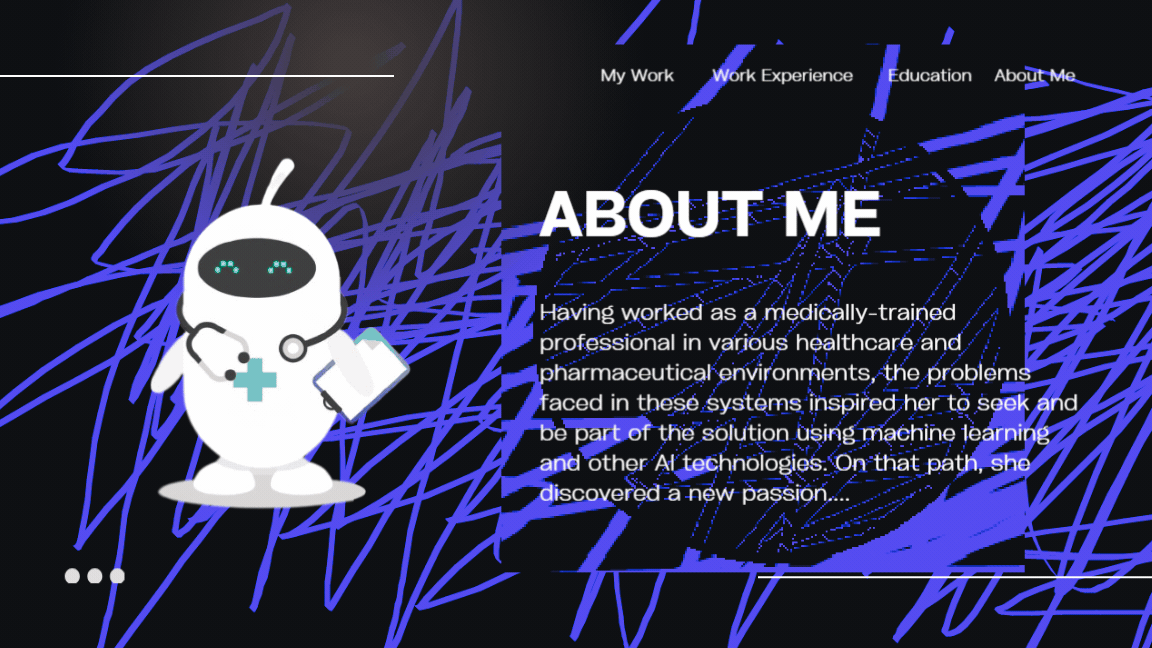 My Work Work Experience Education About Me
ABOUT ME
Having worked as a medically-trained
professional in various healthcare and
pharmaceutical environments, the problems
faced in these systems inspired her to seek and
be part of the solution using machine learning
and other AI technologies. On that path, she
discovered a new passion....